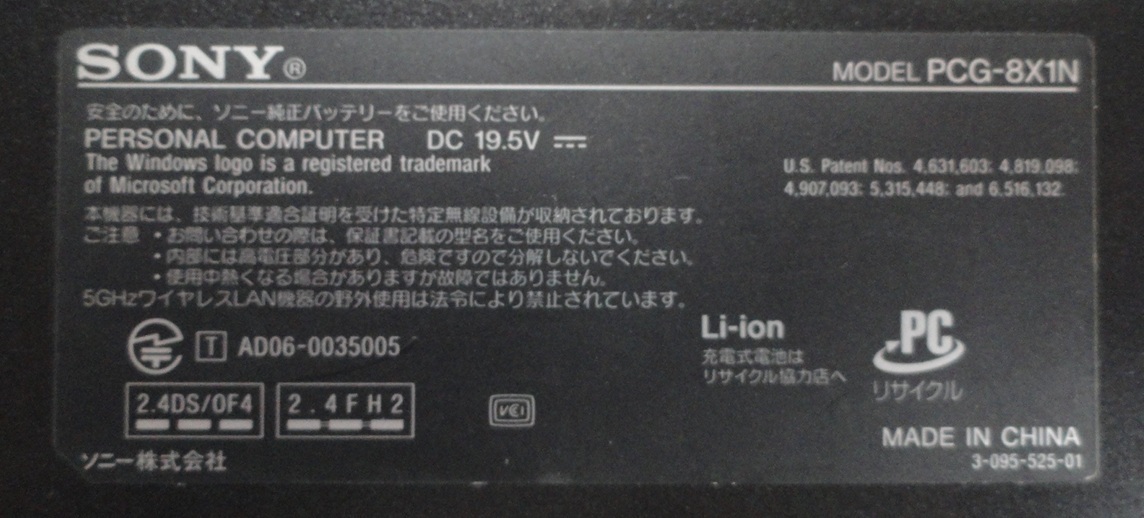 SONY®
MODEL PCG-8X1N
安全のために、ソニー純正バッテリーをご使用ください。
PERSONAL COMPUTER DC 19.5V
The Windows logo is a registered trademark
of Microsoft Corporation.
U.S. Patent Nos. 4,631,603; 4,819,098;
4,907,093; 5,315,448; and 6,516,132.
本機器には、技術基準適合証明を受けた特定無線設備が収納されております。
ご注意 ・お問い合わせの際は、保証書記載の型名をご使用ください。
・内部には高電圧部分があり、危険ですので分解しないでください。
・使用中熱くなる場合がありますが故障ではありません。
5GHzワイヤレスLAN機器の野外使用は法令により禁止されています。
T AD06-0035005
2.4DS/OF4
2.4FH2
VCI
Li-ion
充電式電池は
リサイクル協力店へ
PC
リサイクル
MADE IN CHINA
3-095-525-01
ソニー株式会社